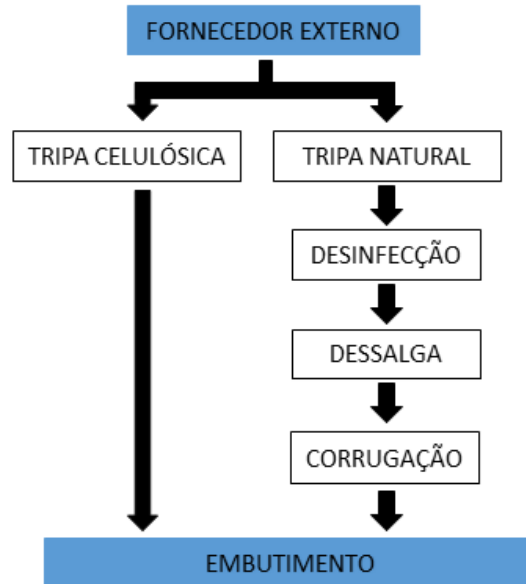 FORNECEDOR EXTERNO
TRIPA CELULÓSICA
TRIPA NATURAL
DESINFECÇÃO
DESSALGA
CORRUGAÇÃO
EMBUTIMENTO